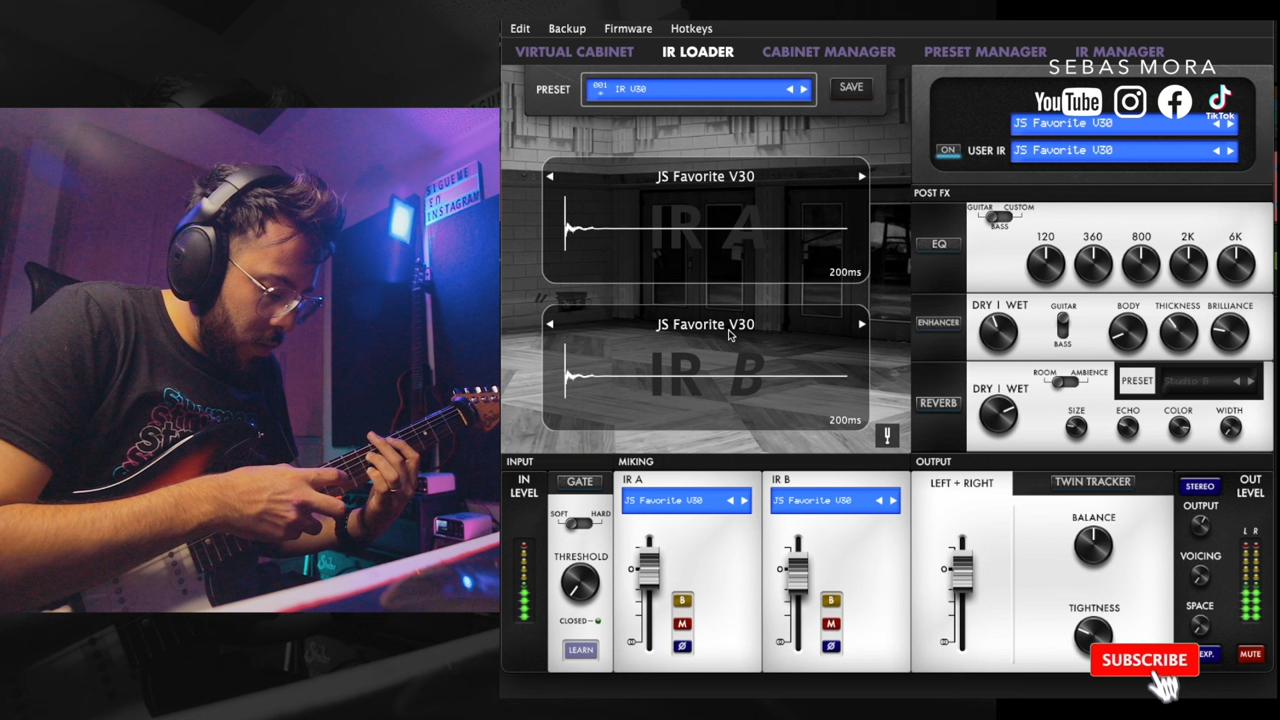 SIGUEME
EN
INSTAGRAM
Edit Backup Firmware Hotkeys
VIRTUAL CABINET IR LOADER CABINET MANAGER PRESET MANAGER IR MANAGER
SEBAS MORA
YouTube
TikTok
PRESET 001 IR V30 SAVE
JS Favorite V30
ON USER IR JS Favorite V30
JS Favorite V30
IR A
200ms
JS Favorite V30
IR B
200ms
POST FX
GUITAR CUSTOM
BASS
EQ 120 360 800 2K 6K
ENHANCER DRY | WET GUITAR BASS BODY THICKNESS BRILLIANCE
ROOM AMBIENCE PRESET Studio B
REVERB DRY | WET SIZE ECHO COLOR WIDTH
INPUT MIKING OUTPUT
IN LEVEL
GATE
SOFT HARD
THRESHOLD
CLOSED
LEARN
IR A
JS Favorite V30
0
B
M
Ø
∞
IR B
JS Favorite V30
0
B
M
Ø
∞
LEFT + RIGHT
0
∞
TWIN TRACKER
BALANCE
TIGHTNESS
STEREO
OUTPUT
VOICING
SPACE
EXP.
OUT LEVEL
L R
MUTE
SUBSCRIBE